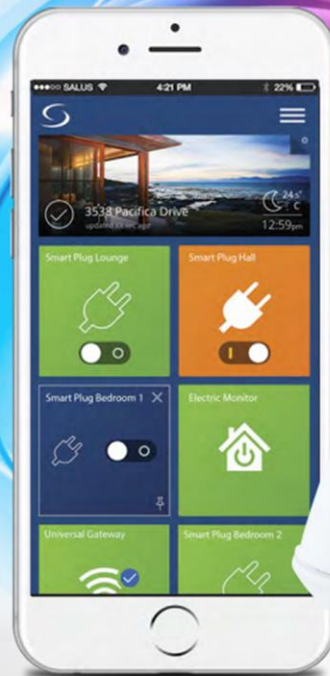 SALUS 4:21 PM 22%
3538 Pacifica Drive
24.5°
C
12:59pm
Smart Plug Lounge
Smart Plug Hall
Smart Plug Bedroom 1
Electric Monitor
Universal Gateway
Smart Plug Bedroom 2